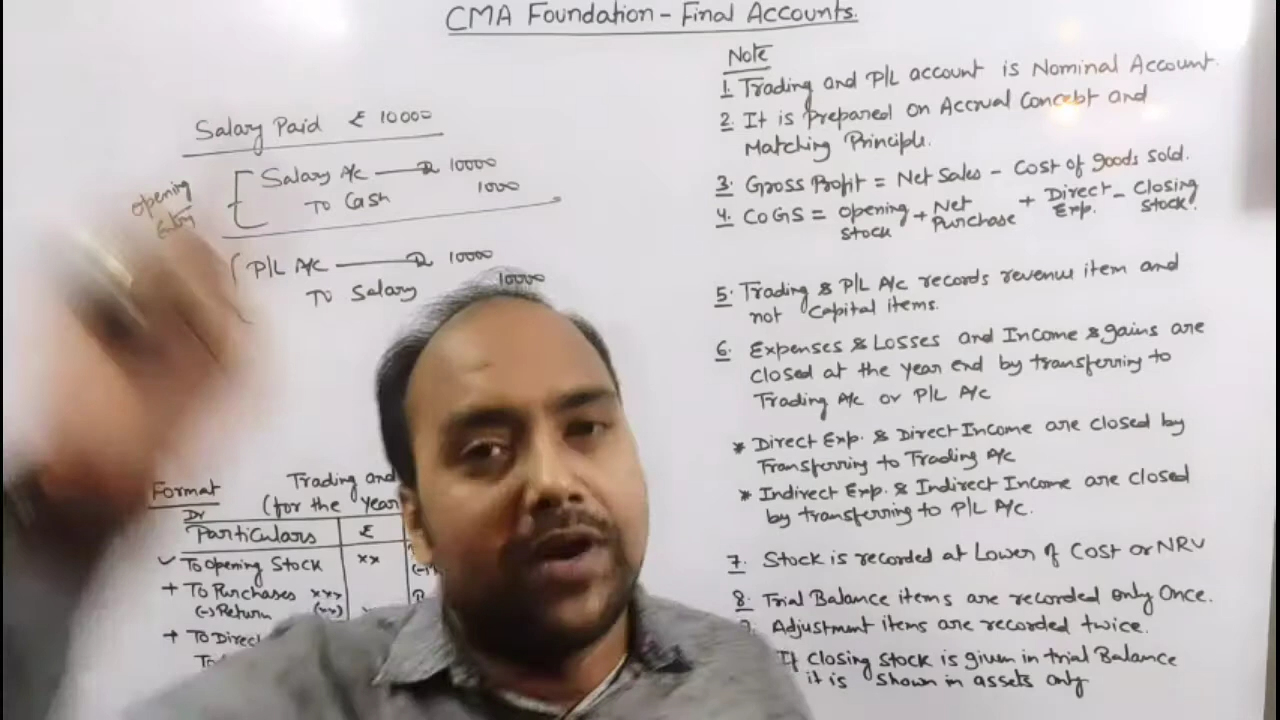 CMA Foundation - Final Accounts.
Salary Paid ₹ 10000
Salary A/c — Dr 10000
To Cash 1000
opening
Entry
P/L A/c — Dr 10000
To Salary 10000
Format
Trading and
(for the Year
Dr
Particulars ₹
To Opening Stock xx
+ To Purchases xxx
(-) Return (xx)
+ To Direct
Note
1. Trading and P/L account is Nominal Account.
2. It is prepared on Accrual Concept and
Matching Principle.
3. Gross Profit = Net Sales - Cost of goods sold.
4. CoGS = opening + Net + Direct - Closing
stock Purchase Exp. stock.
5. Trading & P/L A/c records revenue item and
not Capital items.
6. Expenses & Losses and Income & gains are
closed at the year end by transferring to
Trading A/c or P/L A/c
* Direct Exp. & Direct Income are closed by
Transferring to Trading A/c
* Indirect Exp. & Indirect Income are closed
by transferring to P/L A/c.
7. Stock is recorded at Lower of Cost or NRV
8. Trial Balance items are recorded only Once.
Adjustment items are recorded twice.
If closing stock is given in trial Balance
it is shown in assets only